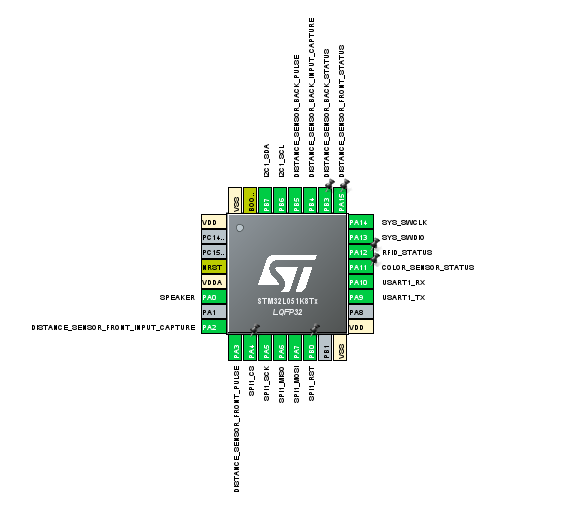 DISTANCE_SENSOR_BACK_PULSE
DISTANCE_SENSOR_BACK_INPUT_CAPTURE
DISTANCE_SENSOR_BACK_STATUS
DISTANCE_SENSOR_FRONT_STATUS
I2C1_SDA
I2C1_SCL
VSS
BOO..
PB7
PB6
PB5
PB4
PB3
PA15
VDD
PC14..
PC15..
NRST
VDDA
SPEAKER PA0
PA1
DISTANCE_SENSOR_FRONT_INPUT_CAPTURE PA2
PA14 SYS_SWCLK
PA13 SYS_SWDIO
PA12 RFID_STATUS
PA11 COLOR_SENSOR_STATUS
PA10 USART1_RX
PA9 USART1_TX
PA8
VDD
ST
STM32L051K8Tx
LQFP32
PA3
PA4
PA5
PA6
PA7
PB0
PB1
VSS
DISTANCE_SENSOR_FRONT_PULSE
SPI1_CS
SPI1_SCK
SPI1_MISO
SPI1_MOSI
SPI1_RST